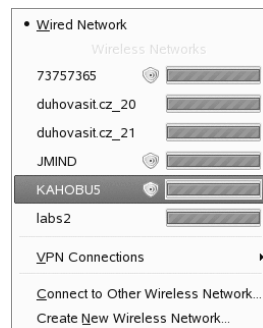 Wired Network
Wireless Networks
73757365
duhovasit.cz_20
duhovasit.cz_21
JMIND
KAHOBU5
labs2
VPN Connections
Connect to Other Wireless Network...
Create New Wireless Network...